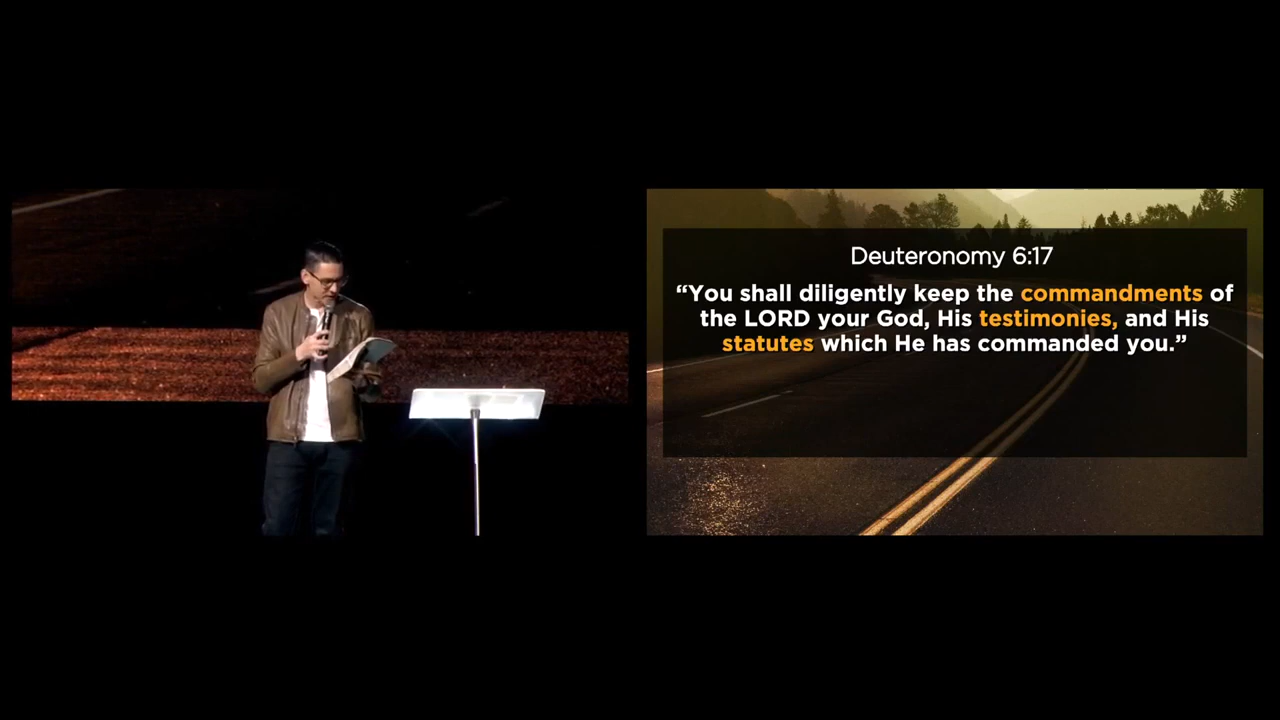 Deuteronomy 6:17
“You shall diligently keep the commandments of
the LORD your God, His testimonies, and His
statutes which He has commanded you.”